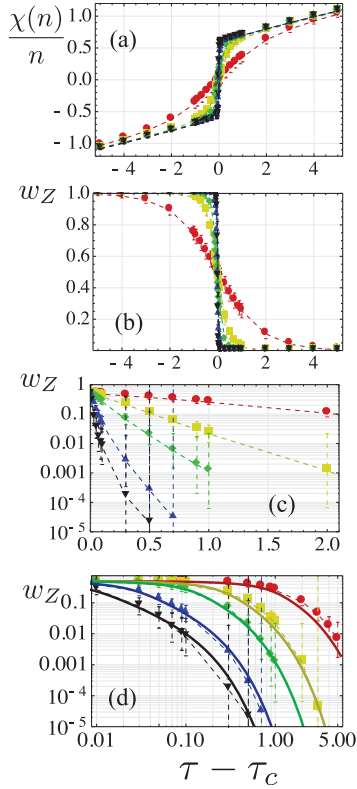 χ(n)
n
1.0
0.5
0.0
- 0.5
- 1.0
(a)
- 4 - 2 0 2 4
w_Z
1.0
0.8
0.6
0.4
0.2
(b)
- 4 - 2 0 2 4
w_Z
1
0.1
0.01
0.001
10^-4
10^-5
(c)
0.0 0.5 1.0 1.5 2.0
w_Z
0.1
0.01
0.001
10^-4
10^-5
(d)
0.01 0.10 1.00 5.00
τ − τ_c